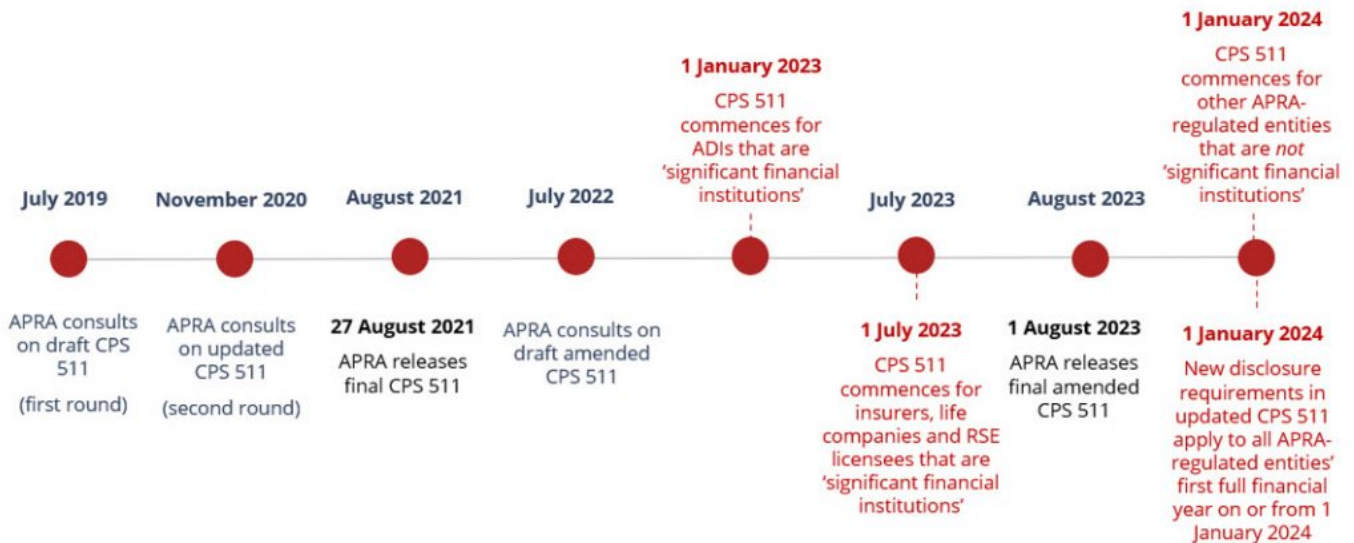 July 2019
APRA consults
on draft CPS
511
(first round)
November 2020
APRA consults
on updated
CPS 511
(second round)
August 2021
27 August 2021
APRA releases
final CPS 511
July 2022
APRA consults on
draft amended
CPS 511
1 January 2023
CPS 511
commences for
ADIs that are
‘significant financial
institutions’
July 2023
1 July 2023
CPS 511
commences for
insurers, life
companies and RSE
licensees that are
‘significant financial
institutions’
August 2023
1 August 2023
APRA releases
final amended
CPS 511
1 January 2024
CPS 511
commences for
other APRA-
regulated entities
that are not
‘significant financial
institutions’
1 January 2024
New disclosure
requirements in
updated CPS 511
apply to all APRA-
regulated entities’
first full financial
year on or from 1
January 2024